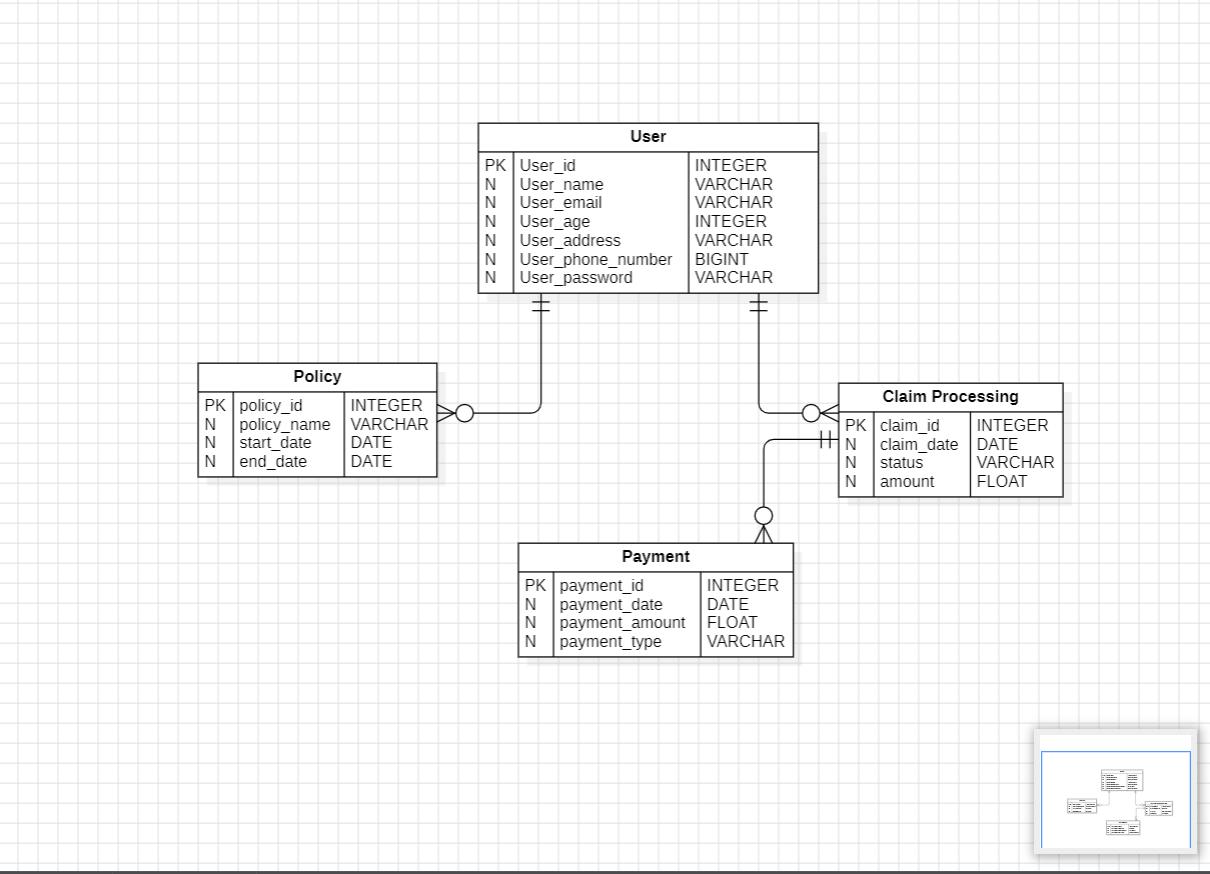 User
PK User_id INTEGER
N User_name VARCHAR
N User_email VARCHAR
N User_age INTEGER
N User_address VARCHAR
N User_phone_number BIGINT
N User_password VARCHAR
Policy
PK policy_id INTEGER
N policy_name VARCHAR
N start_date DATE
N end_date DATE
Claim Processing
PK claim_id INTEGER
N claim_date DATE
N status VARCHAR
N amount FLOAT
Payment
PK payment_id INTEGER
N payment_date DATE
N payment_amount FLOAT
N payment_type VARCHAR